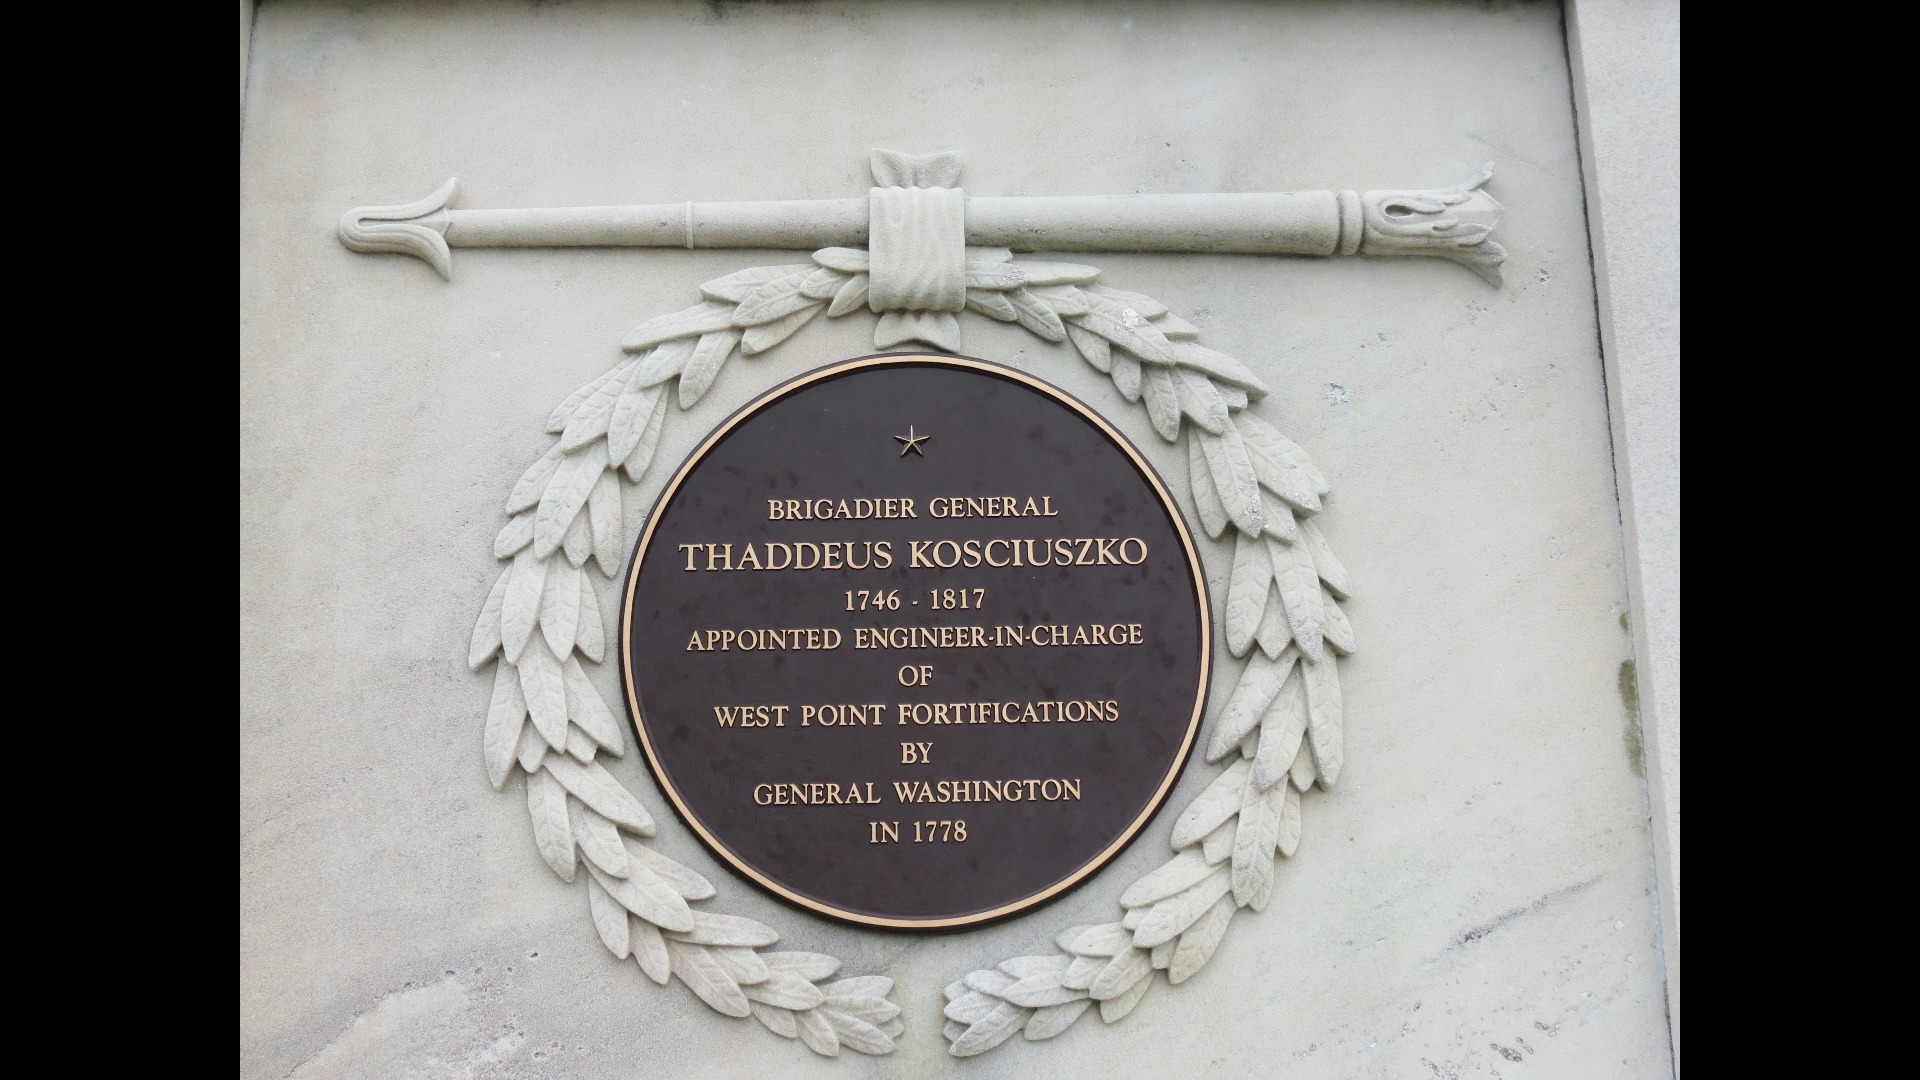 BRIGADIER GENERAL
THADDEUS KOSCIUSZKO
1746 - 1817
APPOINTED ENGINEER-IN-CHARGE
OF
WEST POINT FORTIFICATIONS
BY
GENERAL WASHINGTON
IN 1778